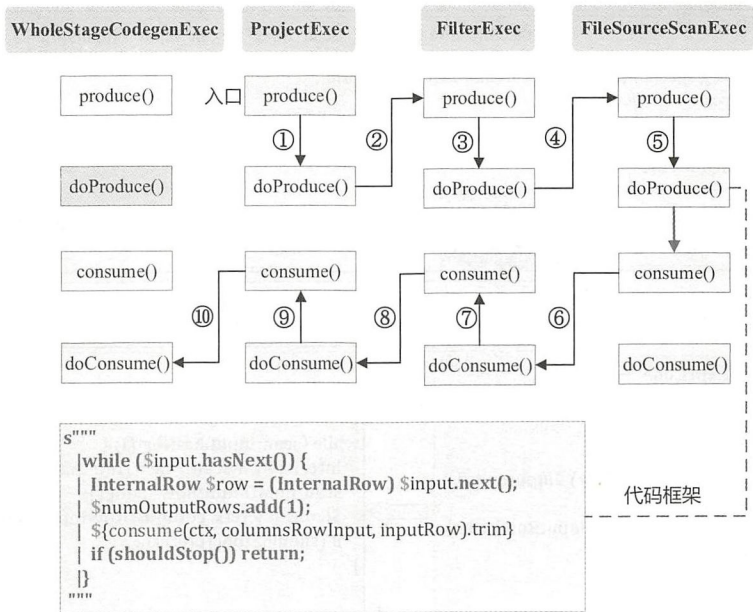 WholeStageCodegenExec ProjectExec FilterExec FileSourceScanExec
produce() 入口 produce() produce() produce()
① ② ③ ④ ⑤
doProduce() doProduce() doProduce() doProduce()
consume() consume() consume() consume()
⑩ ⑨ ⑧ ⑦ ⑥
doConsume() doConsume() doConsume() doConsume()
s"""
|while ($input.hasNext()) {
| InternalRow $row = (InternalRow) $input.next();
| $numOutputRows.add(1);
| ${consume(ctx, columnsRowInput, inputRow).trim}
| if (shouldStop()) return;
|}
"""
代码框架